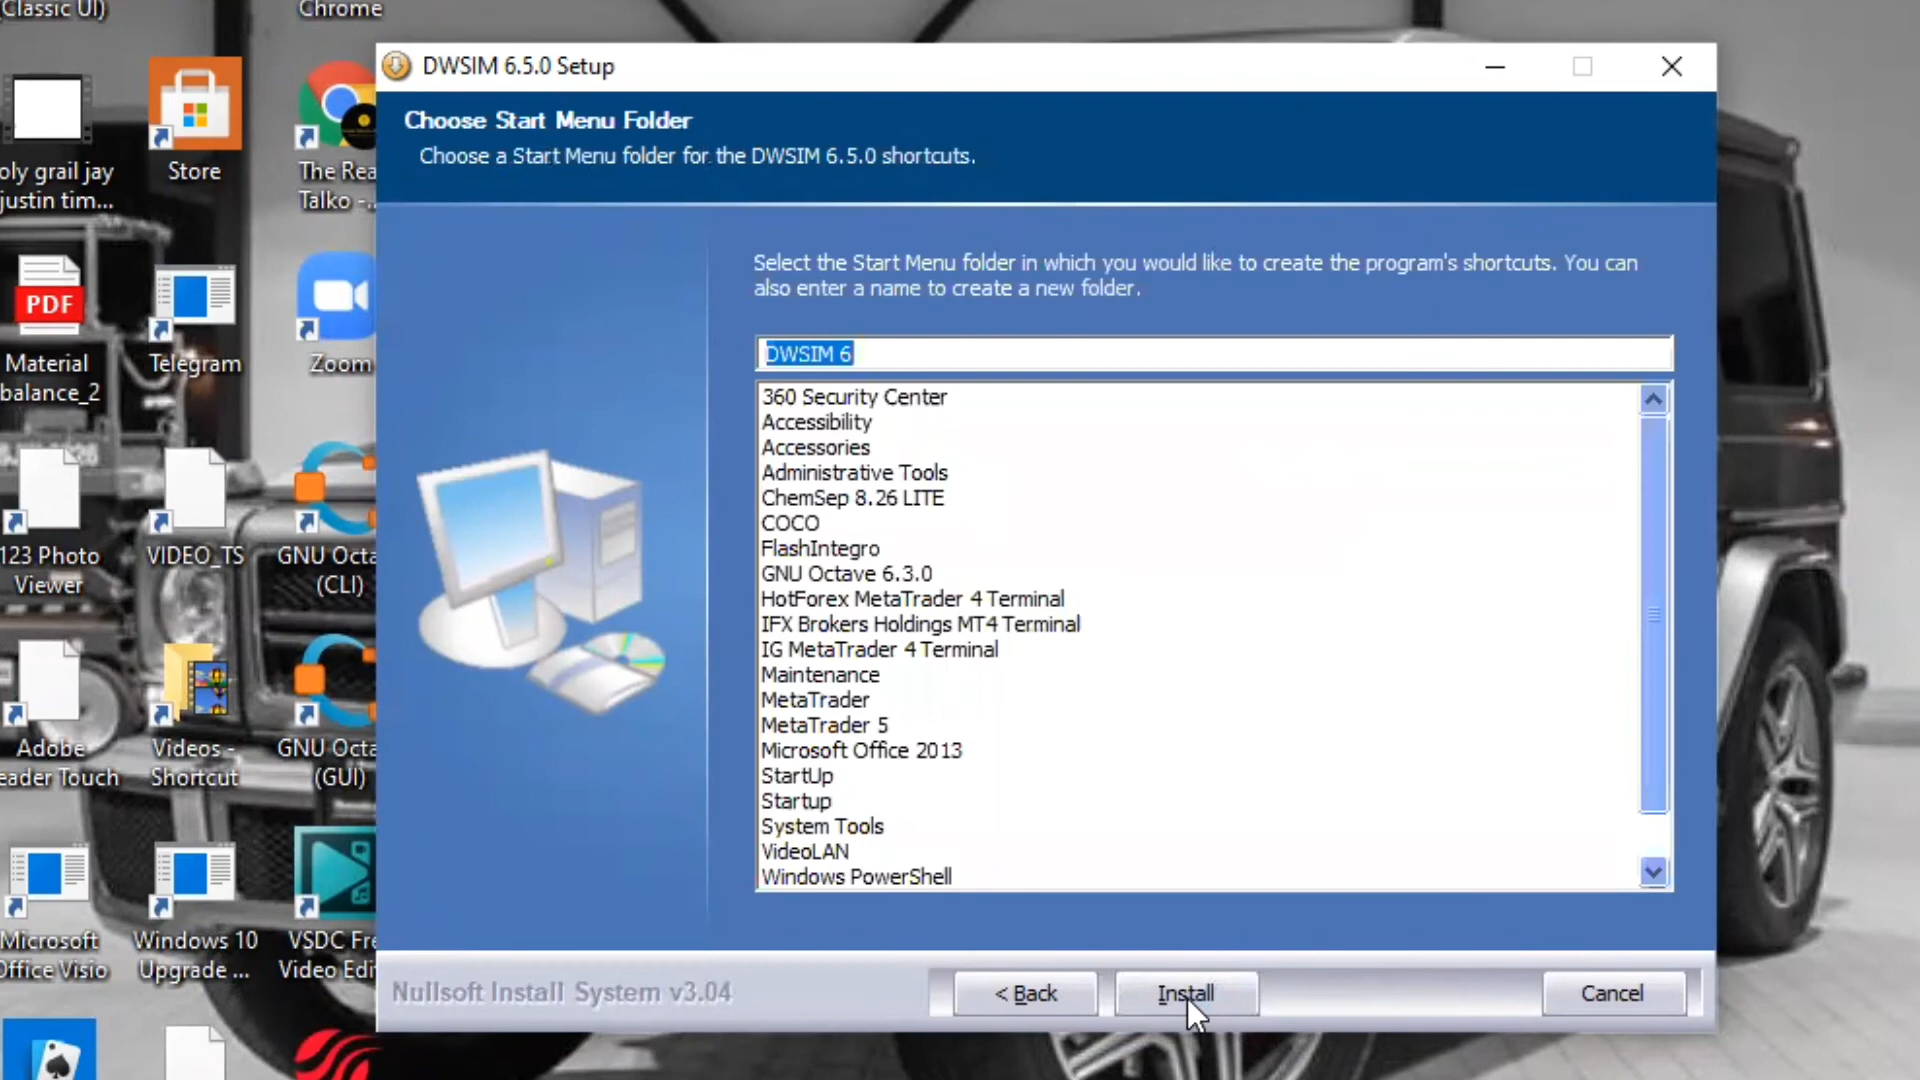 (Classic UI)
Chrome
Store
oly grail jay
justin tim...
The Rea
Talko -...
PDF
Material
balance_2
Telegram
Zoom
123 Photo
Viewer
VIDEO_TS
GNU Octa
(CLI)
Adobe
eader Touch
Videos -
Shortcut
GNU Octa
(GUI)
Microsoft
Office Visio
Windows 10
Upgrade ...
VSDC Fre
Video Edi
DWSIM 6.5.0 Setup
Choose Start Menu Folder
Choose a Start Menu folder for the DWSIM 6.5.0 shortcuts.
Select the Start Menu folder in which you would like to create the program's shortcuts. You can
also enter a name to create a new folder.
DWSIM 6
360 Security Center
Accessibility
Accessories
Administrative Tools
ChemSep 8.26 LITE
COCO
FlashIntegro
GNU Octave 6.3.0
HotForex MetaTrader 4 Terminal
IFX Brokers Holdings MT4 Terminal
IG MetaTrader 4 Terminal
Maintenance
MetaTrader
MetaTrader 5
Microsoft Office 2013
StartUp
Startup
System Tools
VideoLAN
Windows PowerShell
Nullsoft Install System v3.04
< Back
Install
Cancel